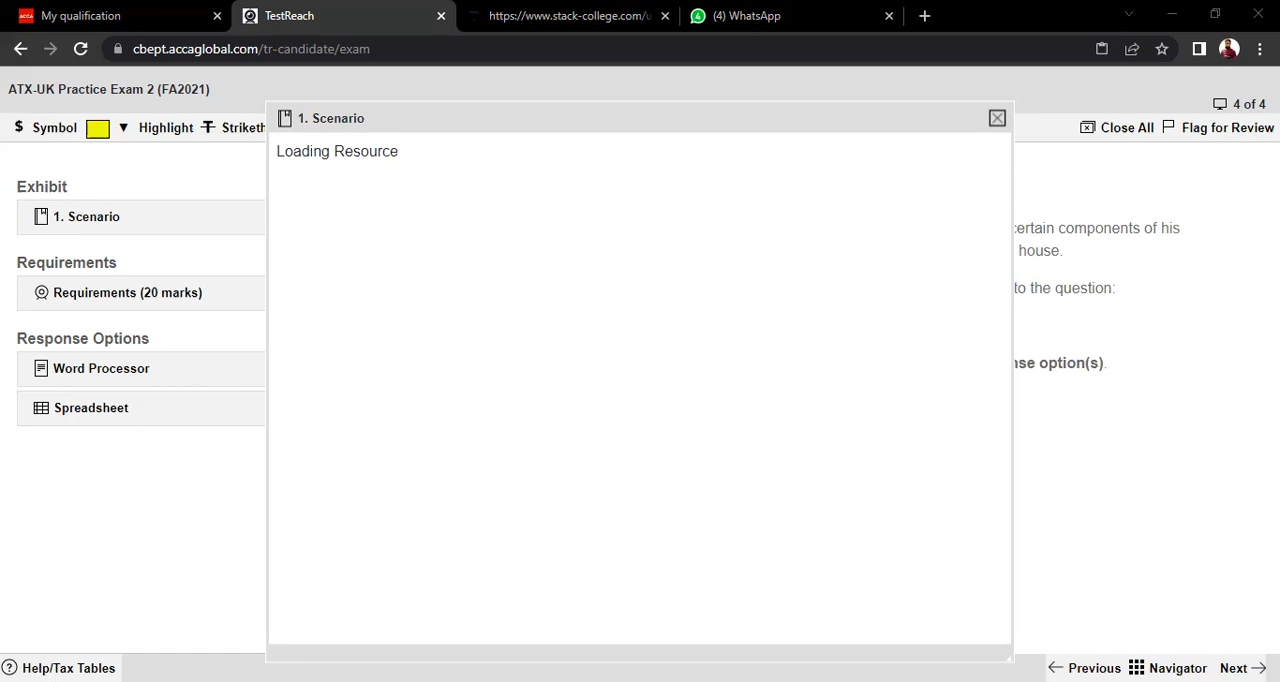 My qualification
TestReach
https://www.stack-college.com/u
(4) WhatsApp
cbept.accaglobal.com/tr-candidate/exam
ATX-UK Practice Exam 2 (FA2021)
4 of 4
Symbol
Highlight
Striketh
Close All
Flag for Review
1. Scenario
Loading Resource
Exhibit
1. Scenario
Requirements
Requirements (20 marks)
Response Options
Word Processor
Spreadsheet
certain components of his
house.
to the question:
nse option(s).
Help/Tax Tables
Previous
Navigator
Next